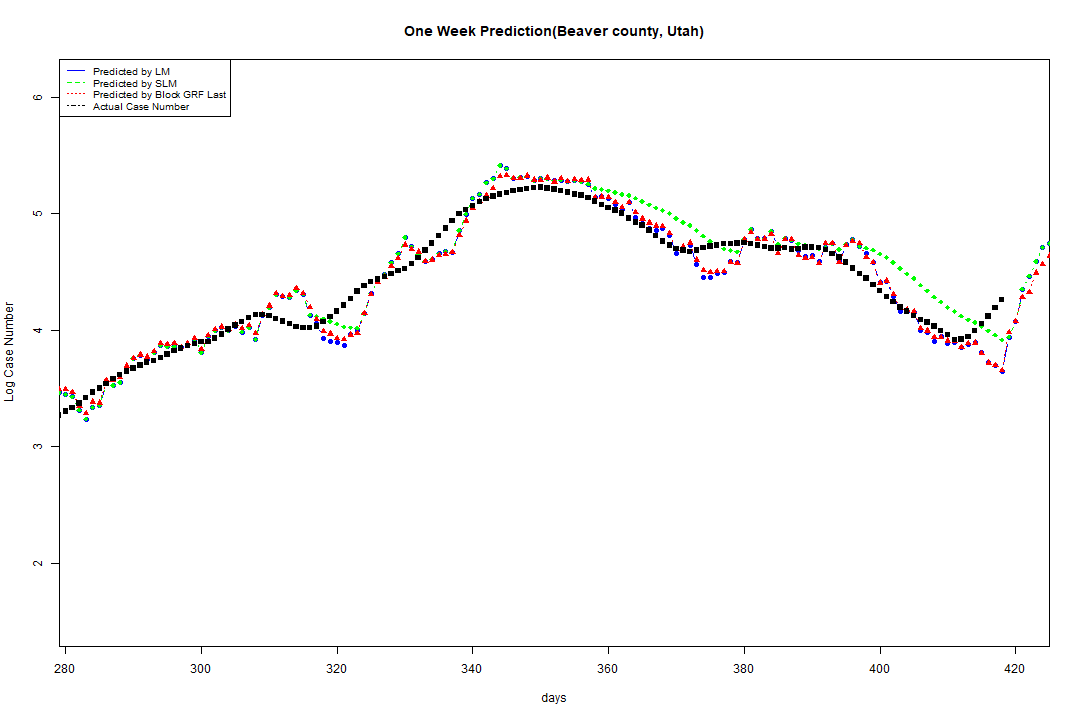 One Week Prediction(Beaver county, Utah)
Predicted by LM
Predicted by SLM
Predicted by Block GRF Last
Actual Case Number
6
5
4
3
2
Log Case Number
280 300 320 340 360 380 400 420
days